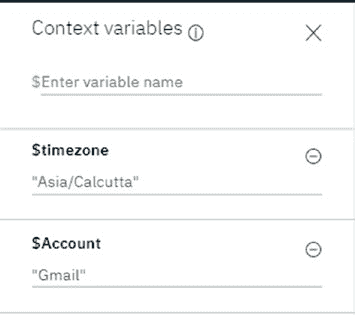 Context variables
$Enter variable name
$timezone
"Asia/Calcutta"
$Account
"Gmail"